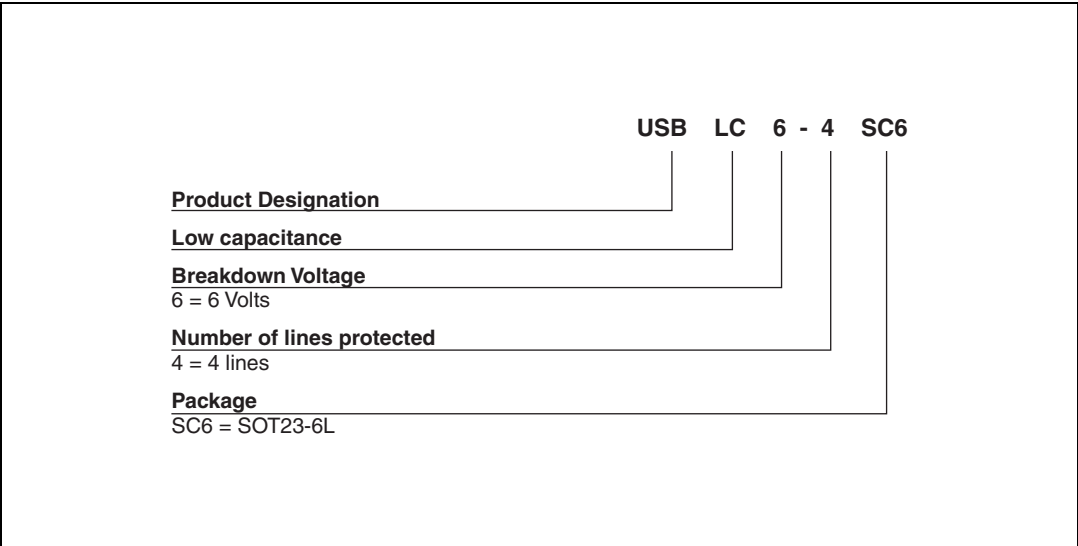 USB LC 6 - 4 SC6
Product Designation
Low capacitance
Breakdown Voltage
6 = 6 Volts
Number of lines protected
4 = 4 lines
Package
SC6 = SOT23-6L